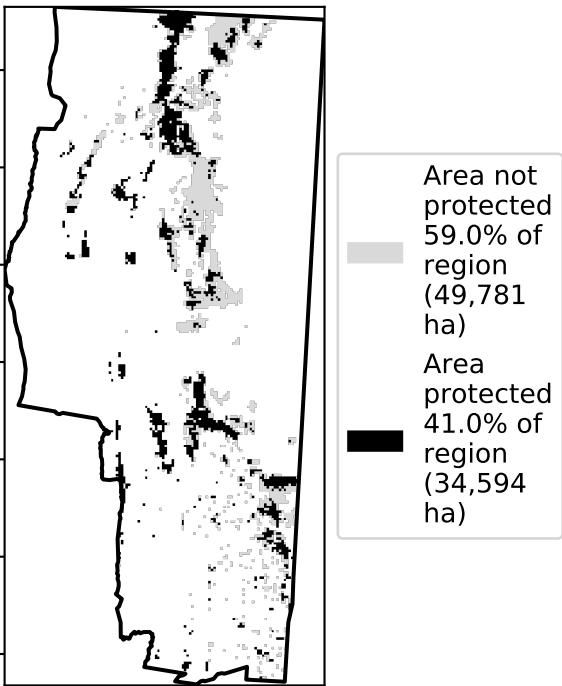 Area not
protected
59.0% of
region
(49,781
ha)
Area
protected
41.0% of
region
(34,594
ha)